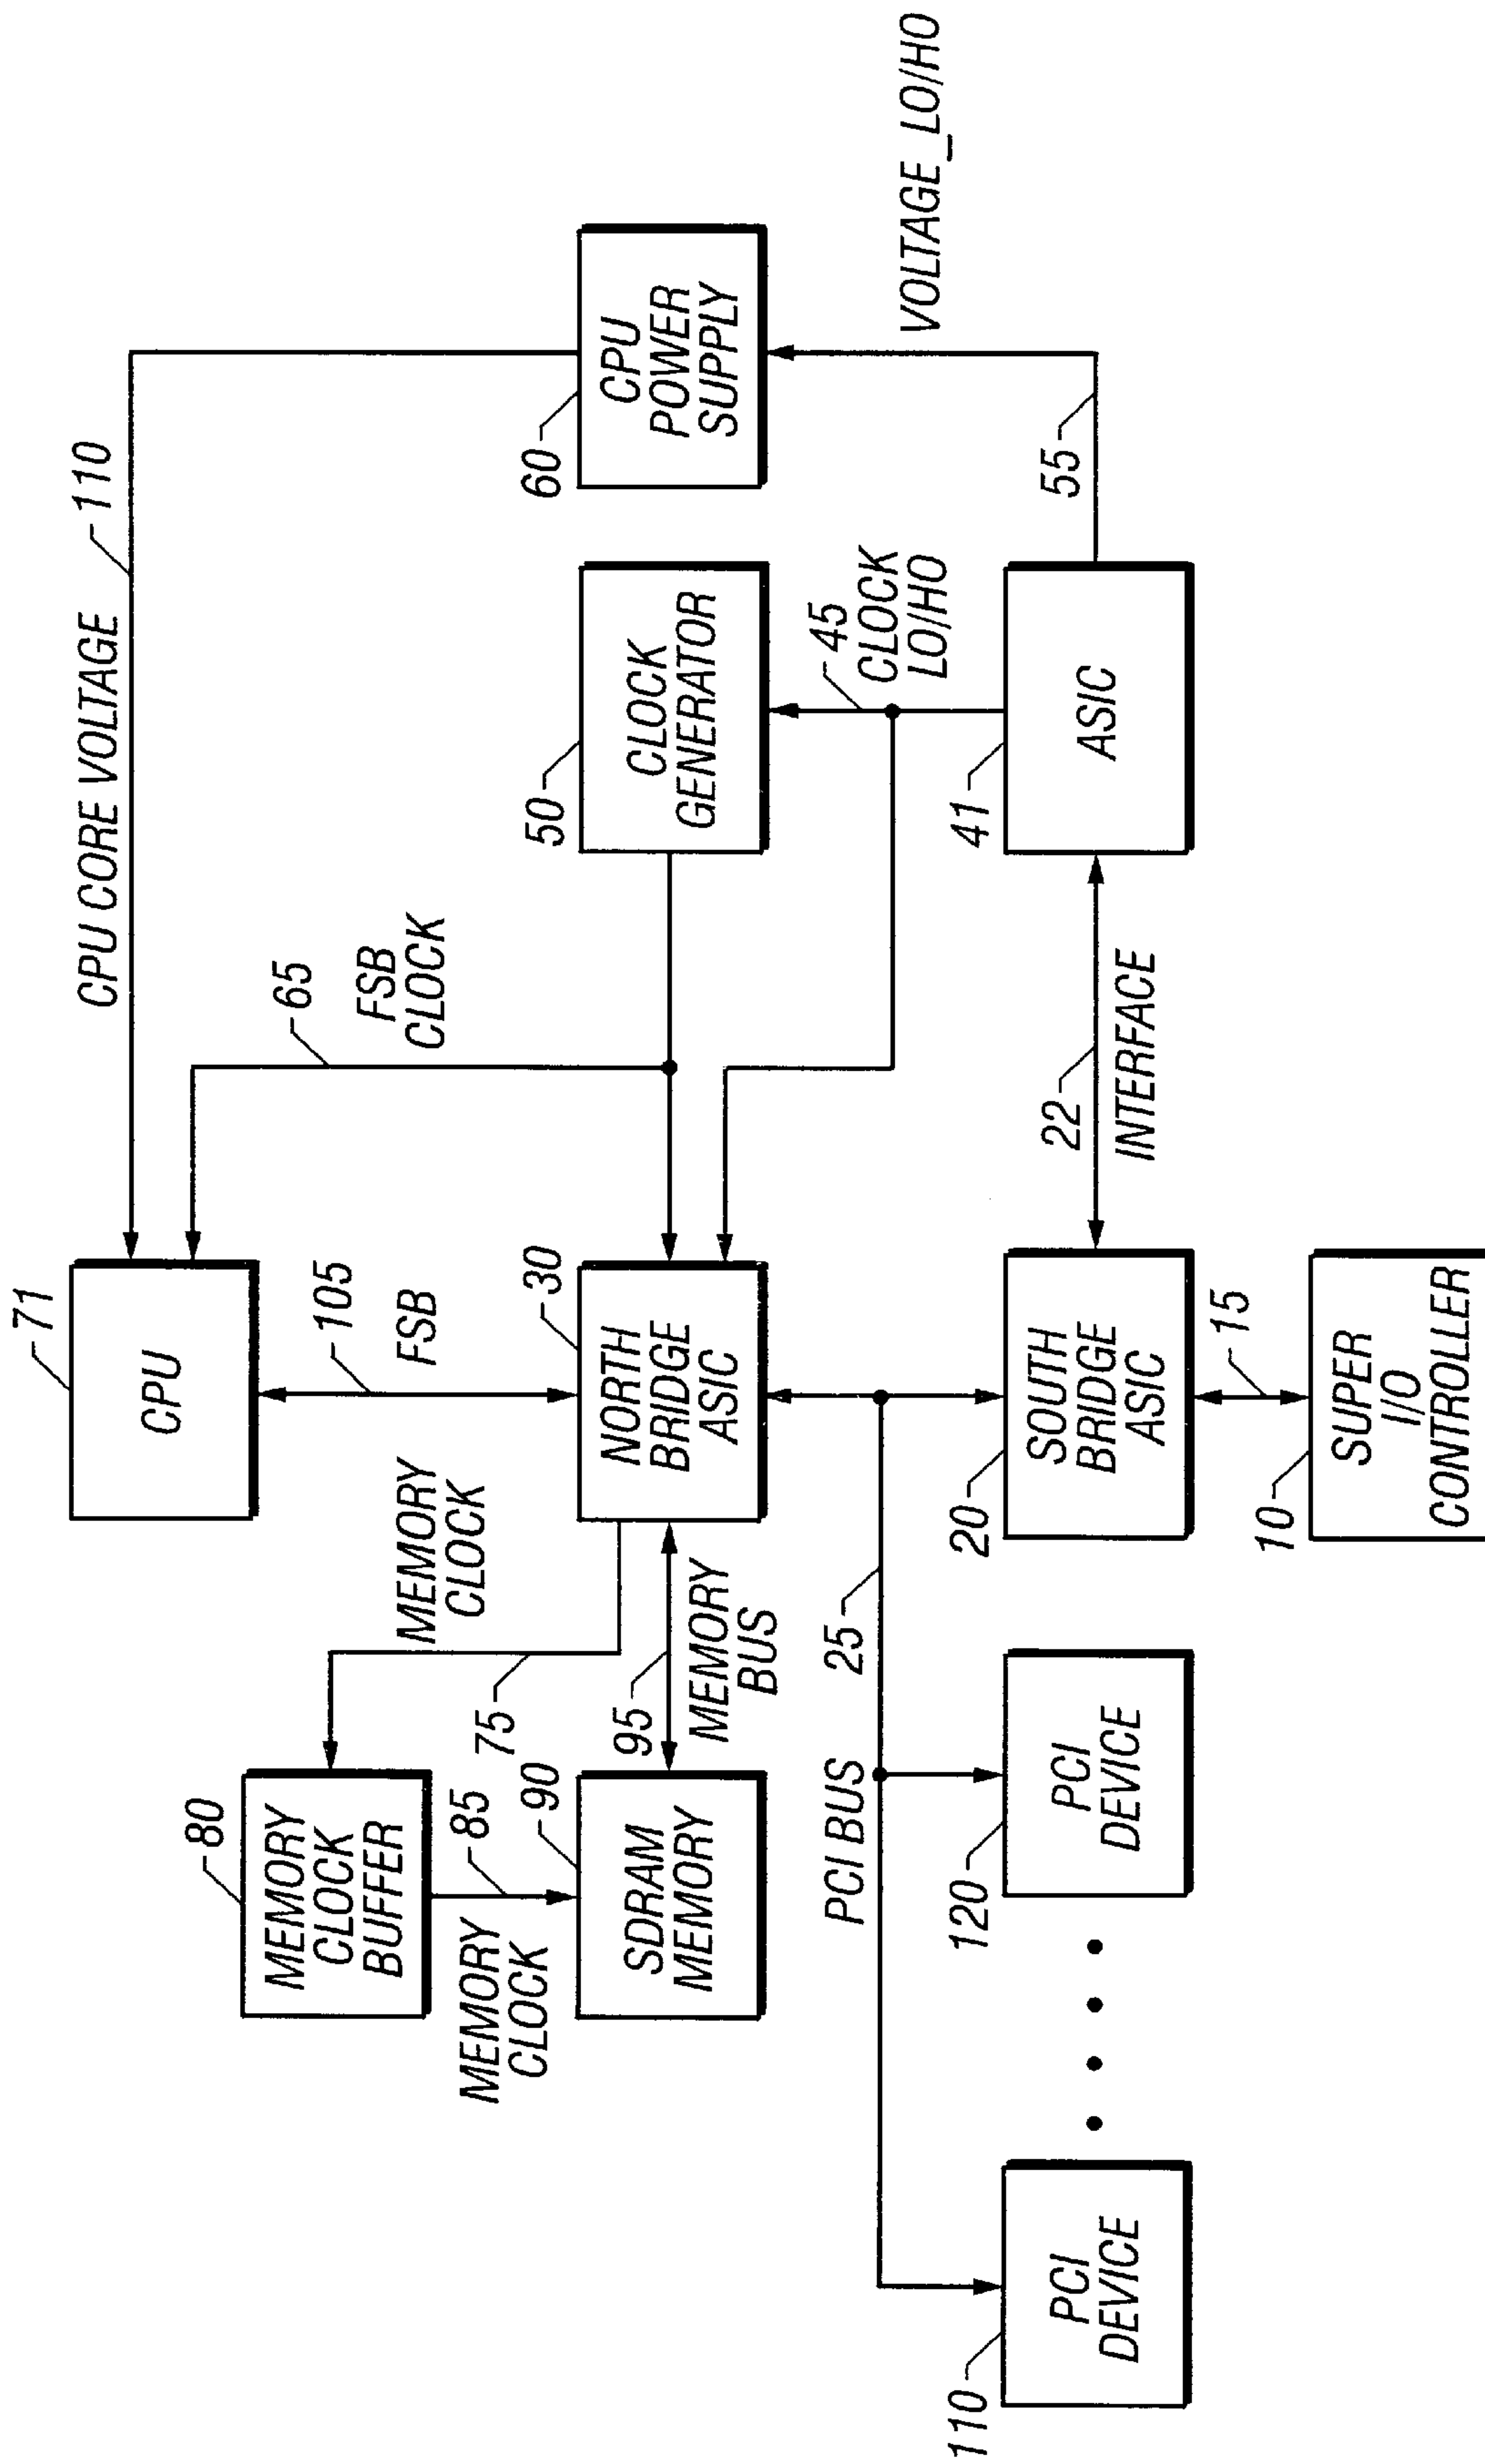 CPU CORE VOLTAGE
110
71
CPU
65
FSB
CLOCK
105
FSB
80
MEMORY
CLOCK
BUFFER
MEMORY
CLOCK
75
85
MEMORY
CLOCK
90
SDRAM
MEMORY
95
MEMORY
BUS
30
NORTH
BRIDGE
ASIC
50
CLOCK
GENERATOR
60
CPU
POWER
SUPPLY
45
CLOCK
LO/HO
VOLTAGE_LO/HO
55
41
ASIC
22
INTERFACE
PCI BUS
25
20
SOUTH
BRIDGE
ASIC
15
10
SUPER
I/O
CONTROLLER
120
PCI
DEVICE
110
PCI
DEVICE